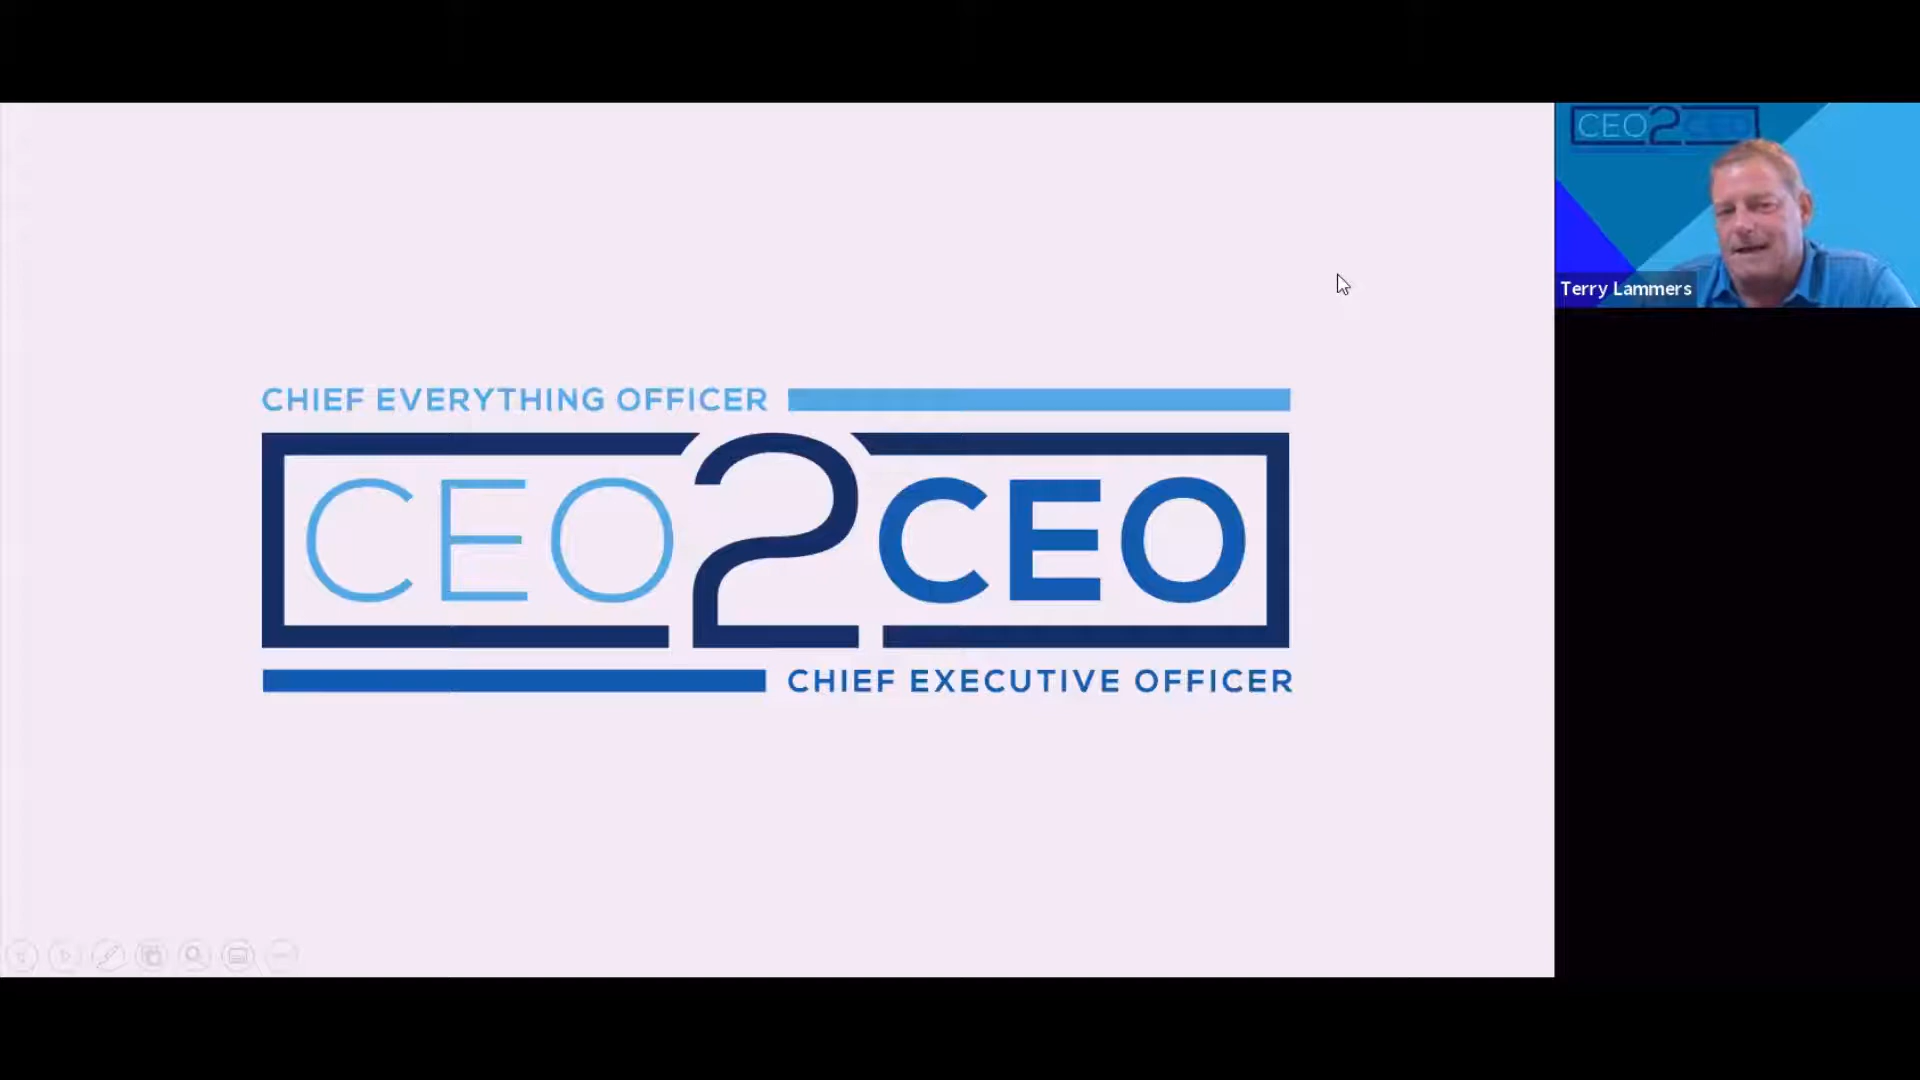 CHIEF EVERYTHING OFFICER
CEO2CEO
CHIEF EXECUTIVE OFFICER
CEO2CEO
Terry Lammers